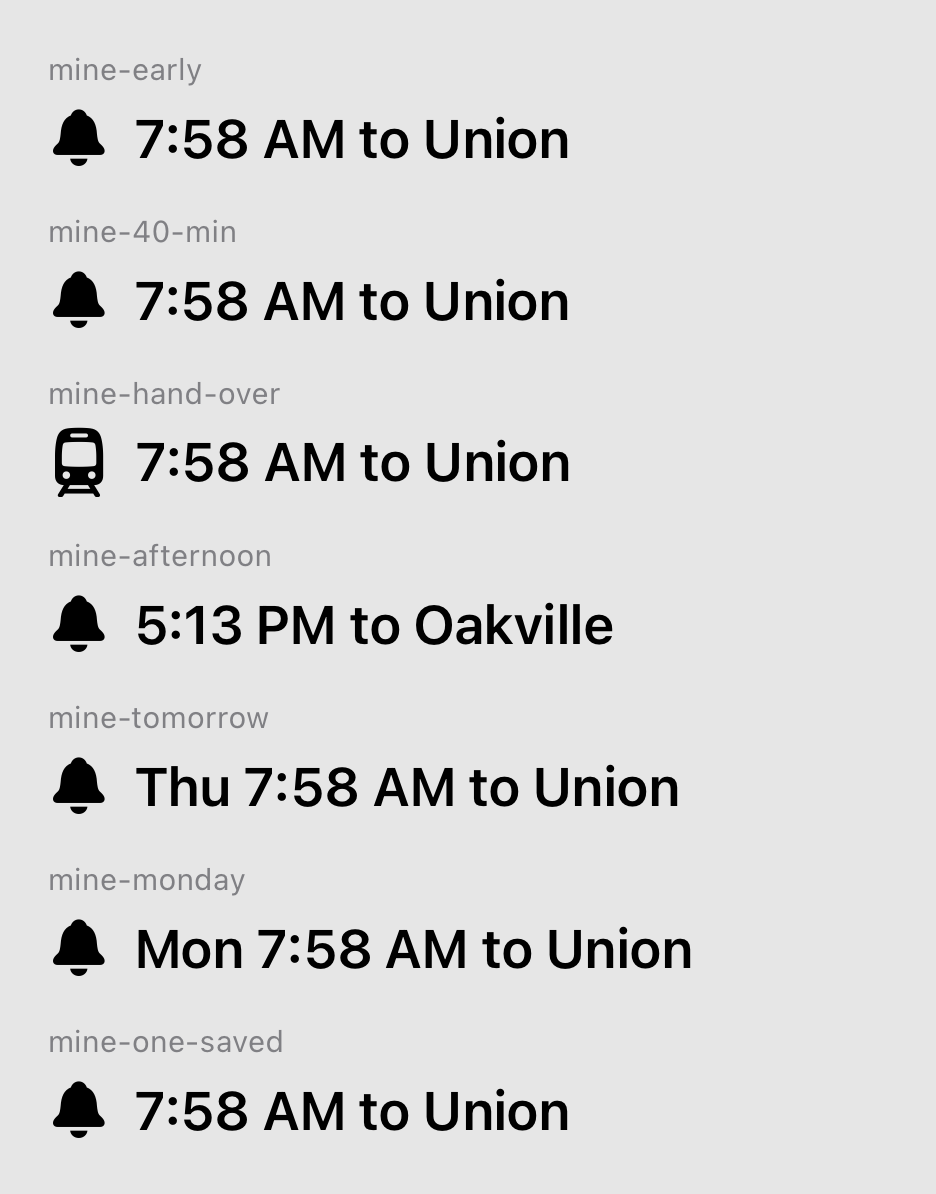 mine-early
7:58 AM to Union
mine-40-min
7:58 AM to Union
mine-hand-over
7:58 AM to Union
mine-afternoon
5:13 PM to Oakville
mine-tomorrow
Thu 7:58 AM to Union
mine-monday
Mon 7:58 AM to Union
mine-one-saved
7:58 AM to Union